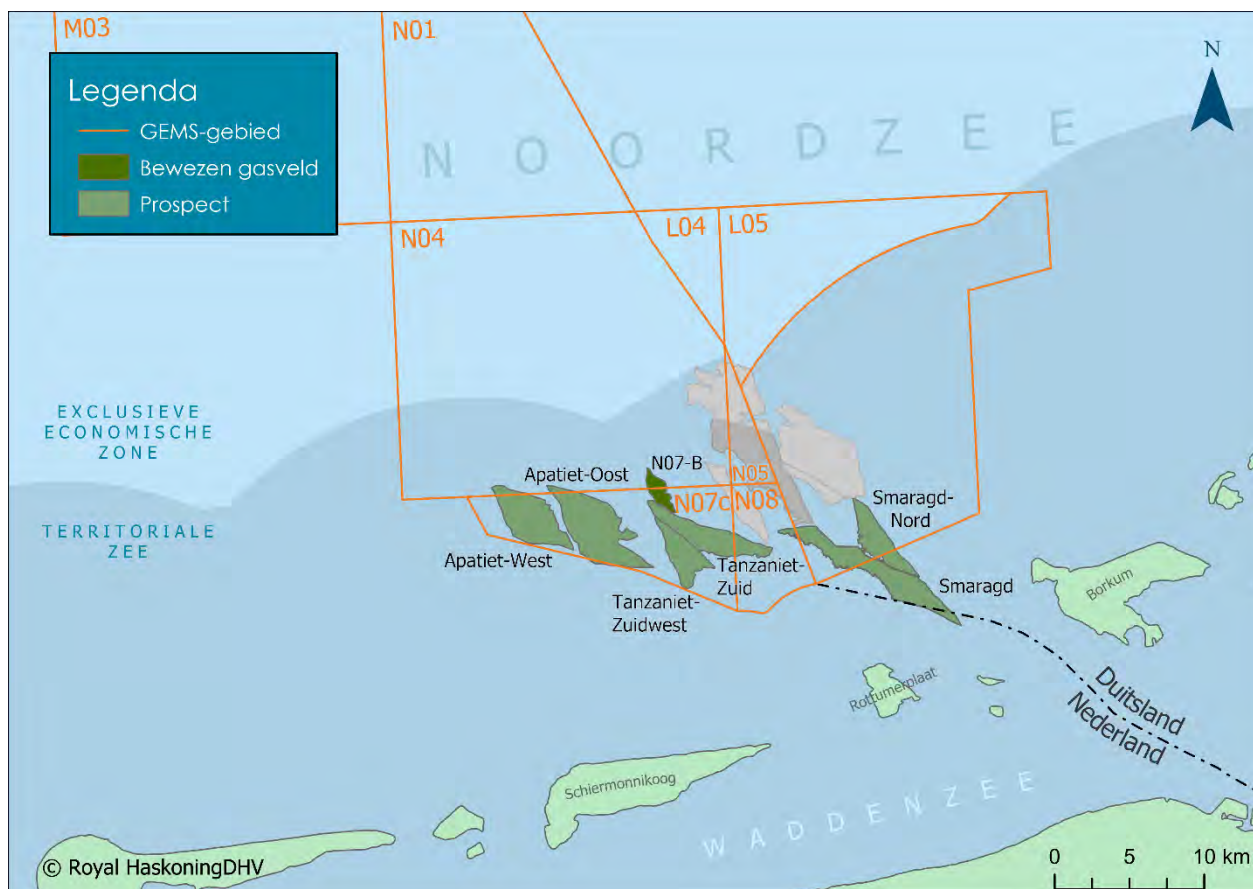 M03
N01
N
Legenda
GEMS-gebied
Bewezen gasveld
Prospect
NOORDZEE
N04
L04
L05
EXCLUSIEVE
ECONOMISCHE
ZONE
TERRITORIALE
ZEE
Apatiet-Oost
N07-B
N05
N07c
N08
Smaragd-
Nord
Apatiet-West
Tanzaniet-
Zuid
Tanzaniet-
Zuidwest
Smaragd
Borkum
Rottumerplaat
Duitsland
Nederland
Schiermonnikoog
WADDENZEE
© Royal HaskoningDHV
0 5 10 km